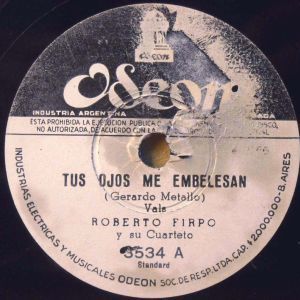 Odeon
INDUSTRIA ARGENTINA
ESTA PROHIBIDA LA EJECUCION PUBLICA
NO AUTORIZADA, DE ACUERDO CON LA
TUS OJOS ME EMBELESAN
(Gerardo Metallo)
Vals
ROBERTO FIRPO
y su Cuarteto
3534 A
Standard
INDUSTRIAS ELECTRICAS Y MUSICALES ODEON SOC. DE RESP. LTDA. CAP. $ 2.000.000 - B. AIRES